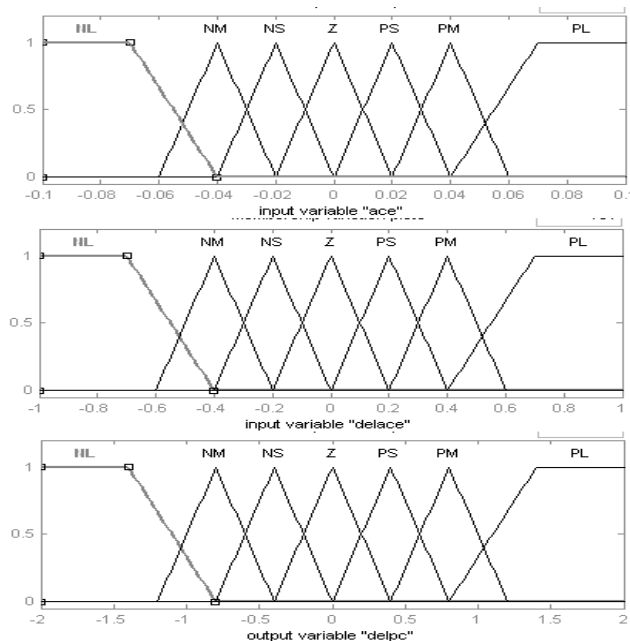 NL NM NS Z PS PM PL
1
0.5
0
-0.1 -0.08 -0.06 -0.04 -0.02 0 0.02 0.04 0.06 0.08 0.1
input variable "ace"
NL NM NS Z PS PM PL
1
0.5
0
-1 -0.8 -0.6 -0.4 -0.2 0 0.2 0.4 0.6 0.8 1
input variable "delace"
NL NM NS Z PS PM PL
1
0.5
0
-2 -1.5 -1 -0.5 0 0.5 1 1.5 2
output variable "delpc"